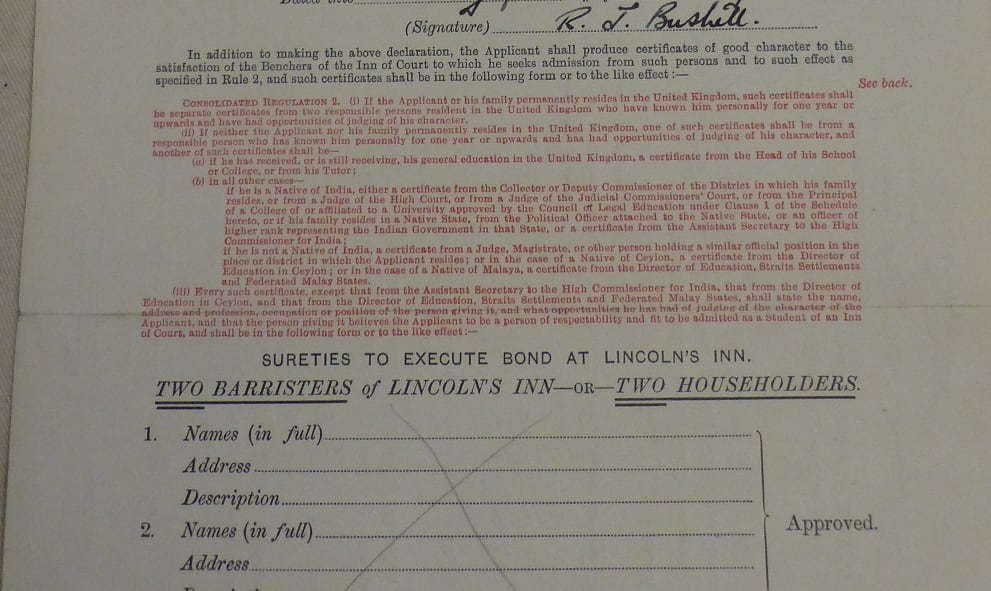 (Signature) R. J. Bushell.
In addition to making the above declaration, the Applicant shall produce certificates of good character to the
satisfaction of the Benchers of the Inn of Court to which he seeks admission from such persons and to such effect as
specified in Rule 2, and such certificates shall be in the following form or to the like effect :—
See back.
CONSOLIDATED REGULATION 2. (i) If the Applicant or his family permanently resides in the United Kingdom, such certificates shall
be separate certificates from two responsible persons resident in the United Kingdom who have known him personally for one year or
upwards and have had opportunities of judging of his character.
(ii) If neither the Applicant nor his family permanently resides in the United Kingdom, one of such certificates shall be from a
responsible person who has known him personally for one year or upwards and has had opportunities of judging of his character, and
another of such certificates shall be—
(a) if he has received, or is still receiving, his general education in the United Kingdom, a certificate from the Head of his School
or College, or from his Tutor ;
(b) in all other cases—
if he is a Native of India, either a certificate from the Collector or Deputy Commissioner of the District in which his family
resides, or from a Judge of the High Court, or from a Judge of the Judicial Commissioners' Court, or from the Principal
of a College of or affiliated to a University approved by the Council of Legal Education under Clause 1 of the Schedule
hereto, or if his family resides in a Native State, from the Political Officer attached to the Native State, or an officer of
higher rank representing the Indian Government in that State, or a certificate from the Assistant Secretary to the High
Commissioner for India ;
if he is not a Native of India, a certificate from a Judge, Magistrate, or other person holding a similar official position in the
place or district in which the Applicant resides ; or in the case of a Native of Ceylon, a certificate from the Director of
Education in Ceylon ; or in the case of a Native of Malaya, a certificate from the Director of Education, Straits Settlements
and Federated Malay States.
(iii) Every such certificate, except that from the Assistant Secretary to the High Commissioner for India, that from the Director of
Education in Ceylon, and that from the Director of Education, Straits Settlements and Federated Malay States, shall state the name,
address and profession, occupation or position of the person giving it, and what opportunities he has had of judging of the character of the
Applicant, and that the person giving it believes the Applicant to be a person of respectability and fit to be admitted as a Student of an Inn
of Court, and shall be in the following form or to the like effect :—
SURETIES TO EXECUTE BOND AT LINCOLN'S INN.
TWO BARRISTERS of LINCOLN'S INN—OR—TWO HOUSEHOLDERS.
1. Names (in full)
Address
Description
2. Names (in full)
Address
Approved.